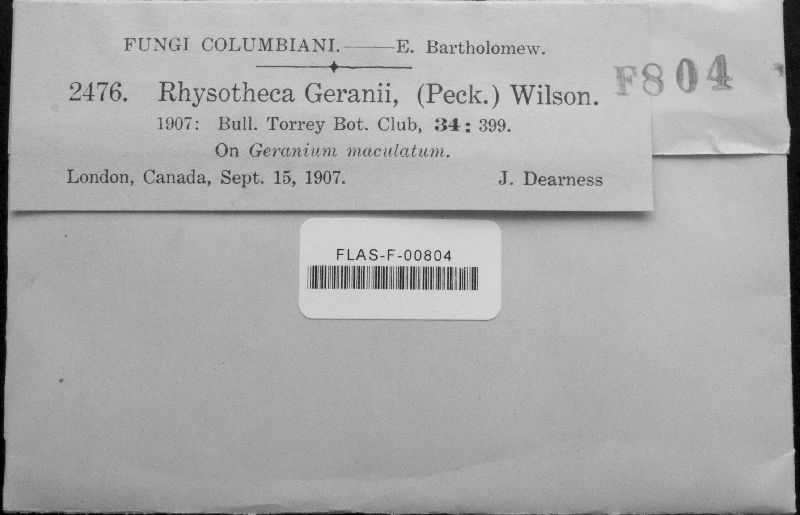 FUNGI COLUMBIANI.——E. Bartholomew.
2476. Rhysotheca Geranii, (Peck.) Wilson.
1907: Bull. Torrey Bot. Club, 34: 399.
On Geranium maculatum.
London, Canada, Sept. 15, 1907. J. Dearness
F804
FLAS-F-00804